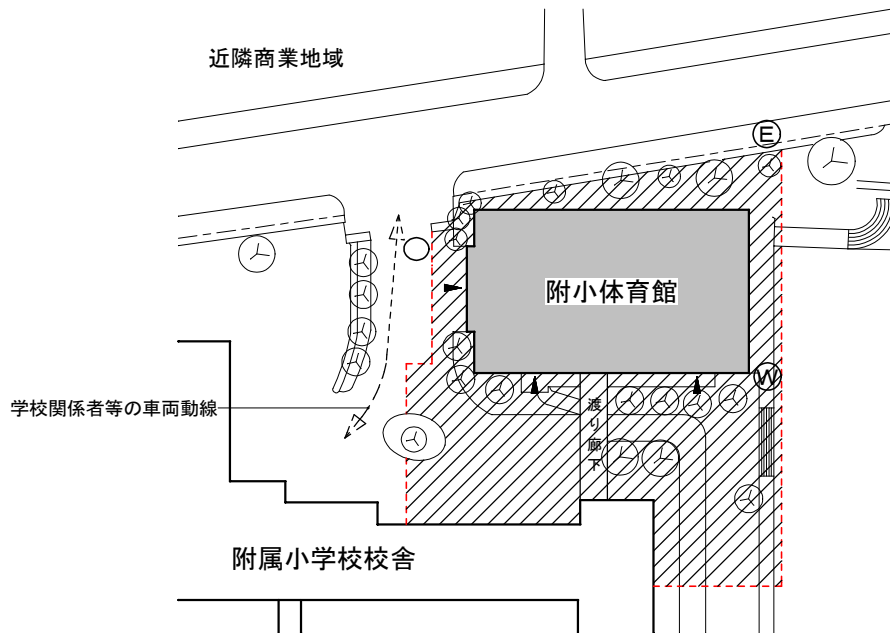 近隣商業地域
E
附小体育館
W
学校関係者等の車両動線
渡り廊下
附属小学校校舎